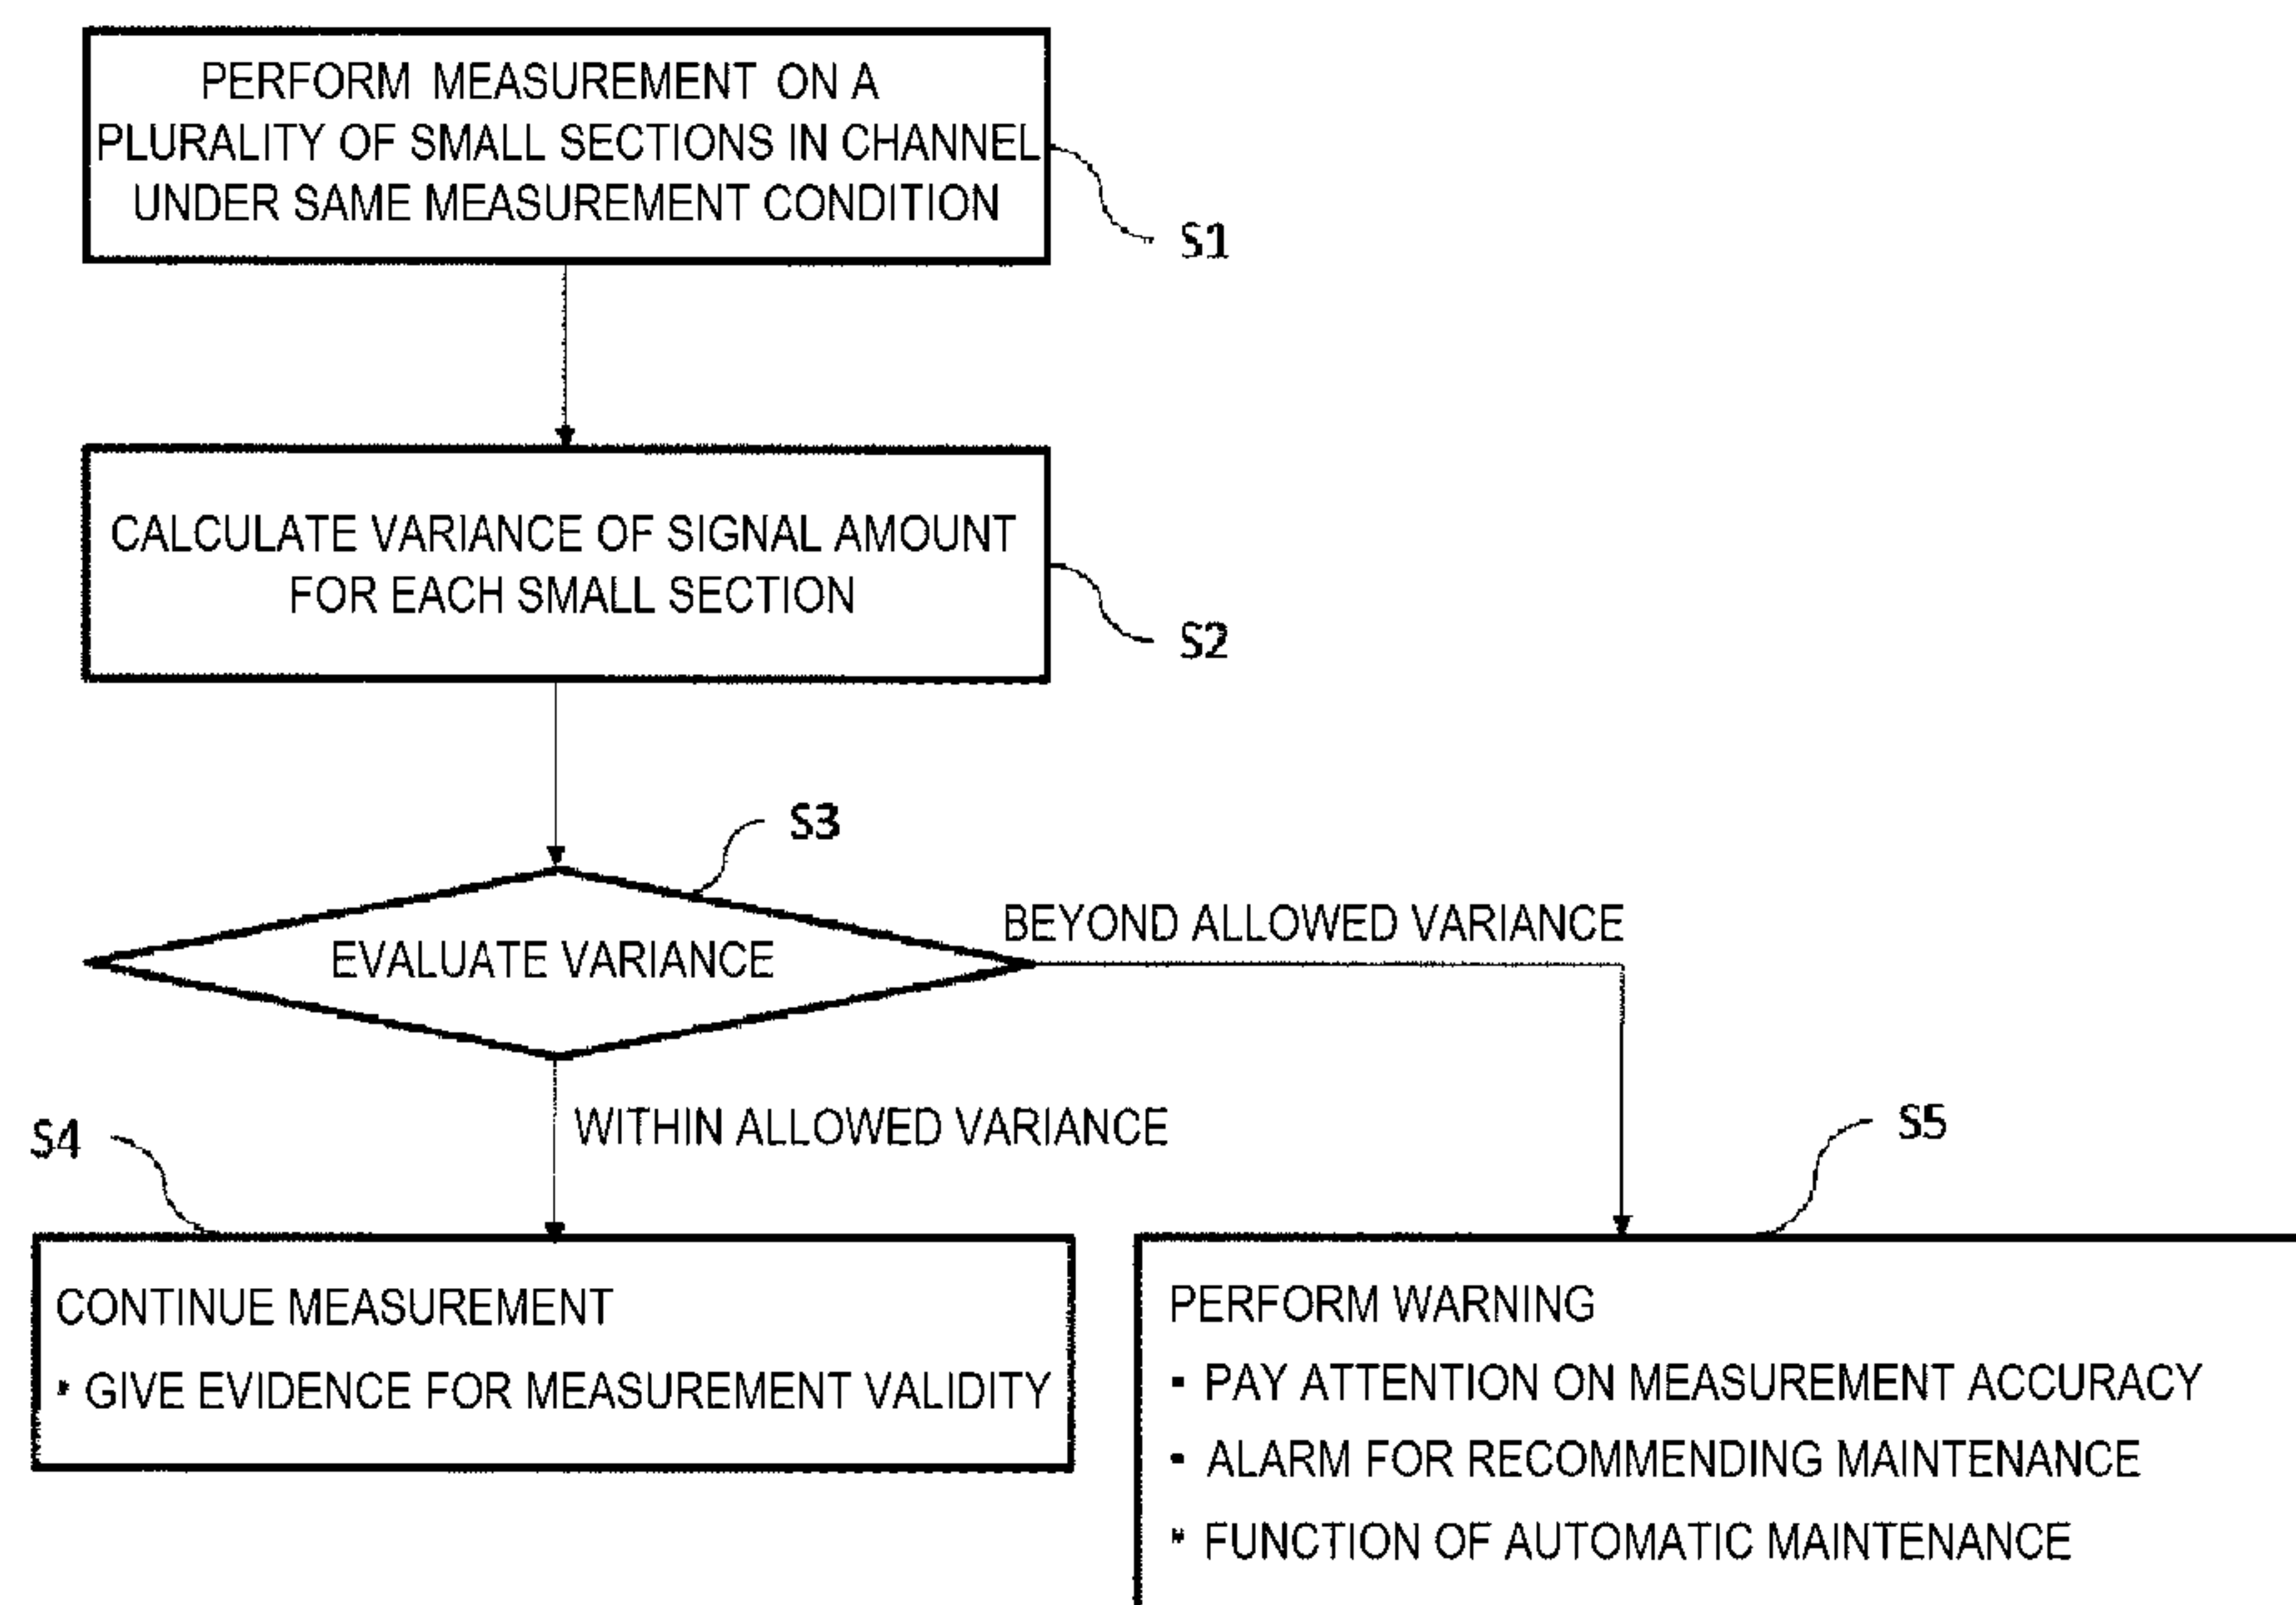 PERFORM MEASUREMENT ON A
PLURALITY OF SMALL SECTIONS IN CHANNEL
UNDER SAME MEASUREMENT CONDITION
S1
CALCULATE VARIANCE OF SIGNAL AMOUNT
FOR EACH SMALL SECTION
S2
S3
EVALUATE VARIANCE
BEYOND ALLOWED VARIANCE
WITHIN ALLOWED VARIANCE
S4
CONTINUE MEASUREMENT
▪ GIVE EVIDENCE FOR MEASUREMENT VALIDITY
S5
PERFORM WARNING
▪ PAY ATTENTION ON MEASUREMENT ACCURACY
▪ ALARM FOR RECOMMENDING MAINTENANCE
▪ FUNCTION OF AUTOMATIC MAINTENANCE